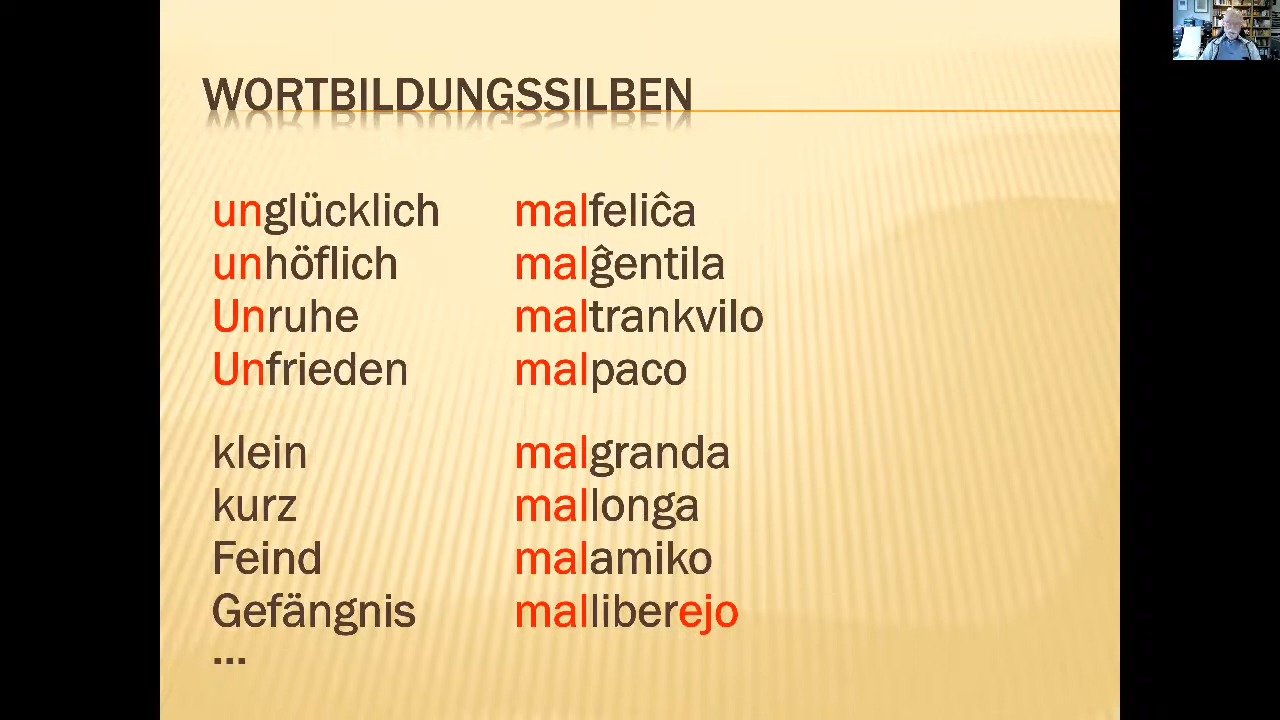 WORTBILDUNGSSILBEN
unglücklich malfeliĉa
unhöflich malĝentila
Unruhe maltrankvilo
Unfrieden malpaco
klein malgranda
kurz mallonga
Feind malamiko
Gefängnis malliberejo
...